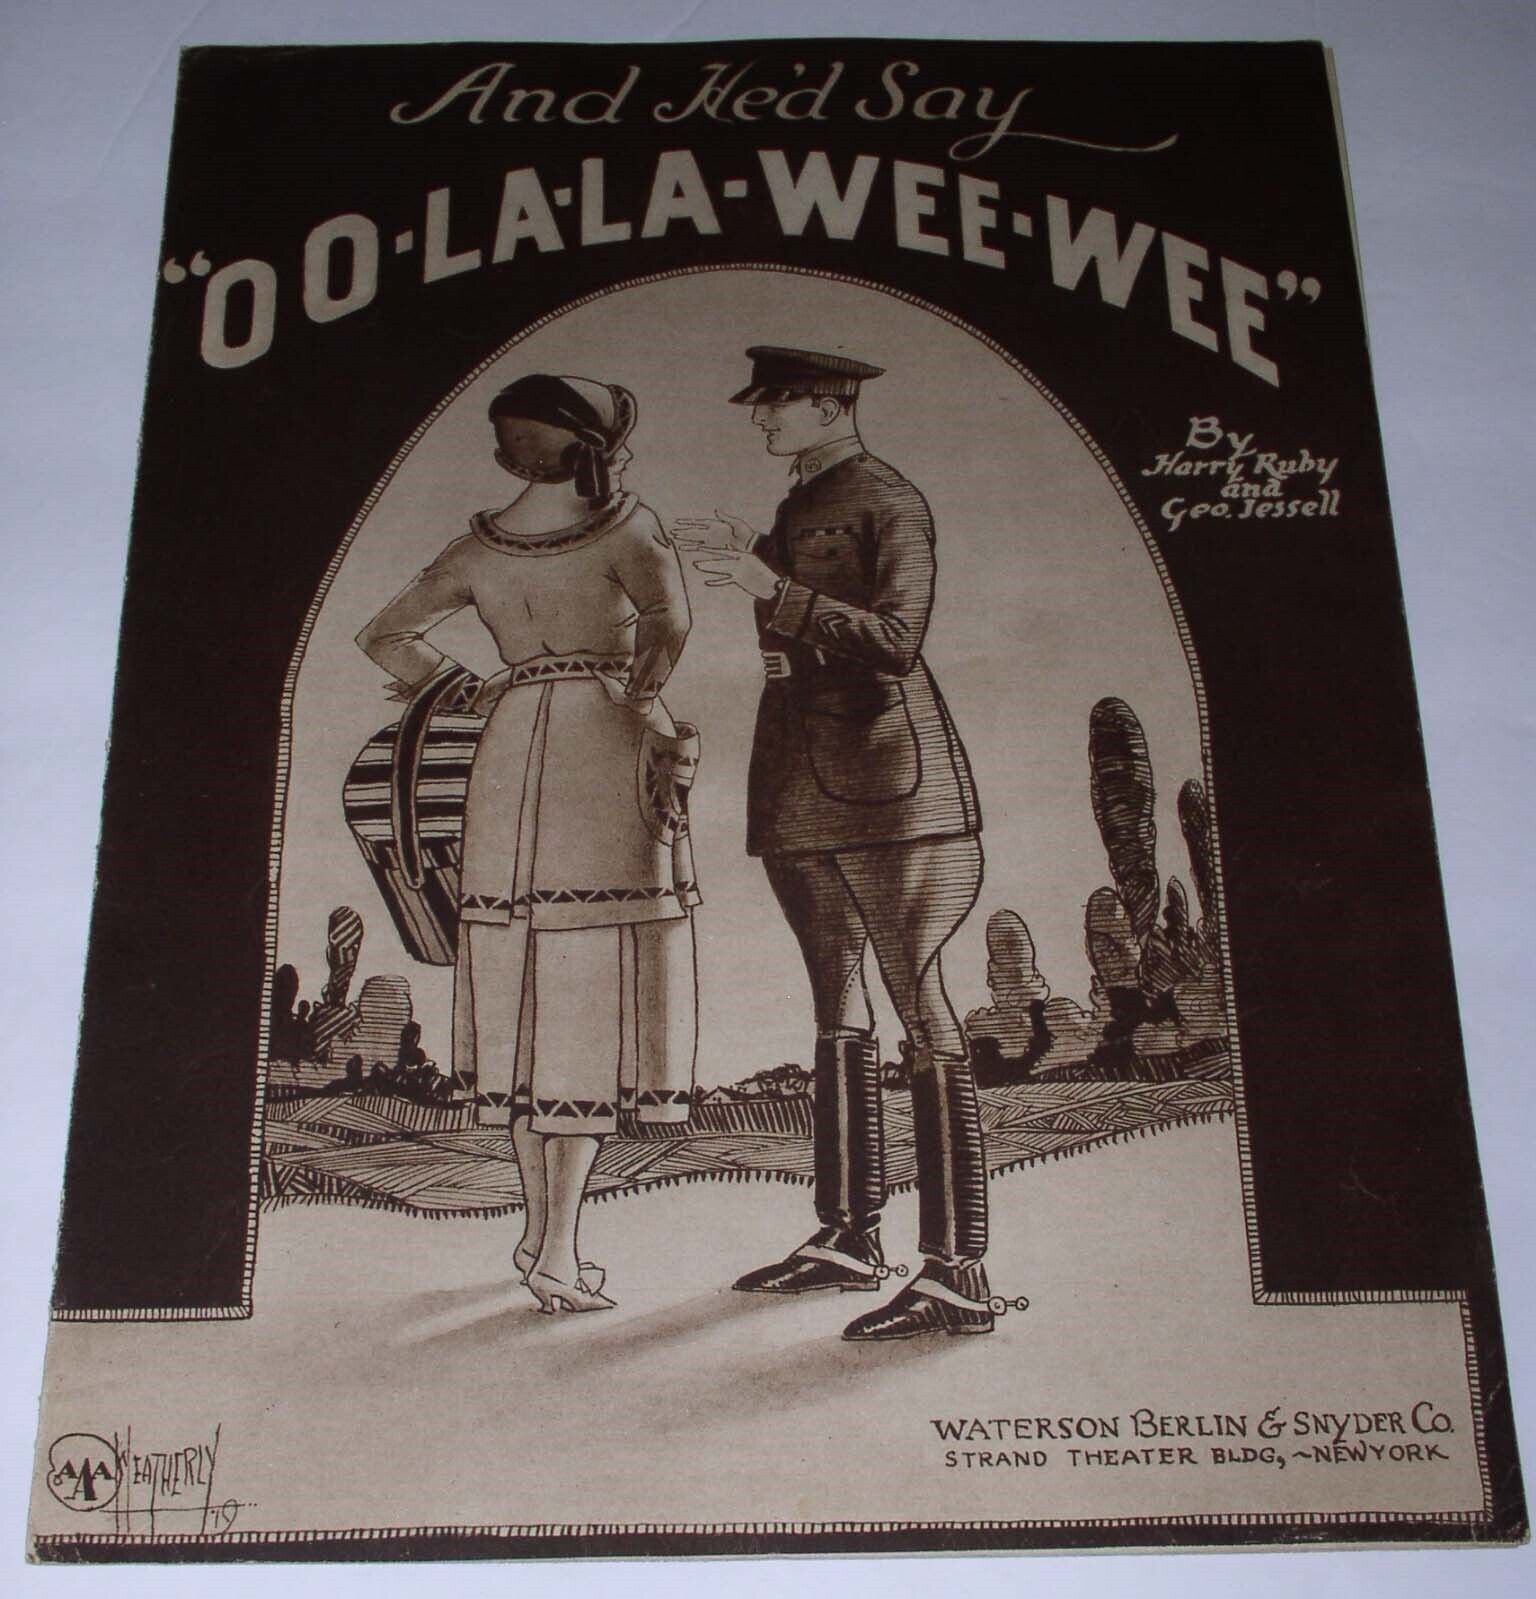 And He'd Say
"OO-LA-LA-WEE-WEE"
By
Harry Ruby
and
Geo. Jessell
WATERSON BERLIN & SNYDER CO.
STRAND THEATER BLDG, ~NEW YORK
AAA
WEATHERLY
'19